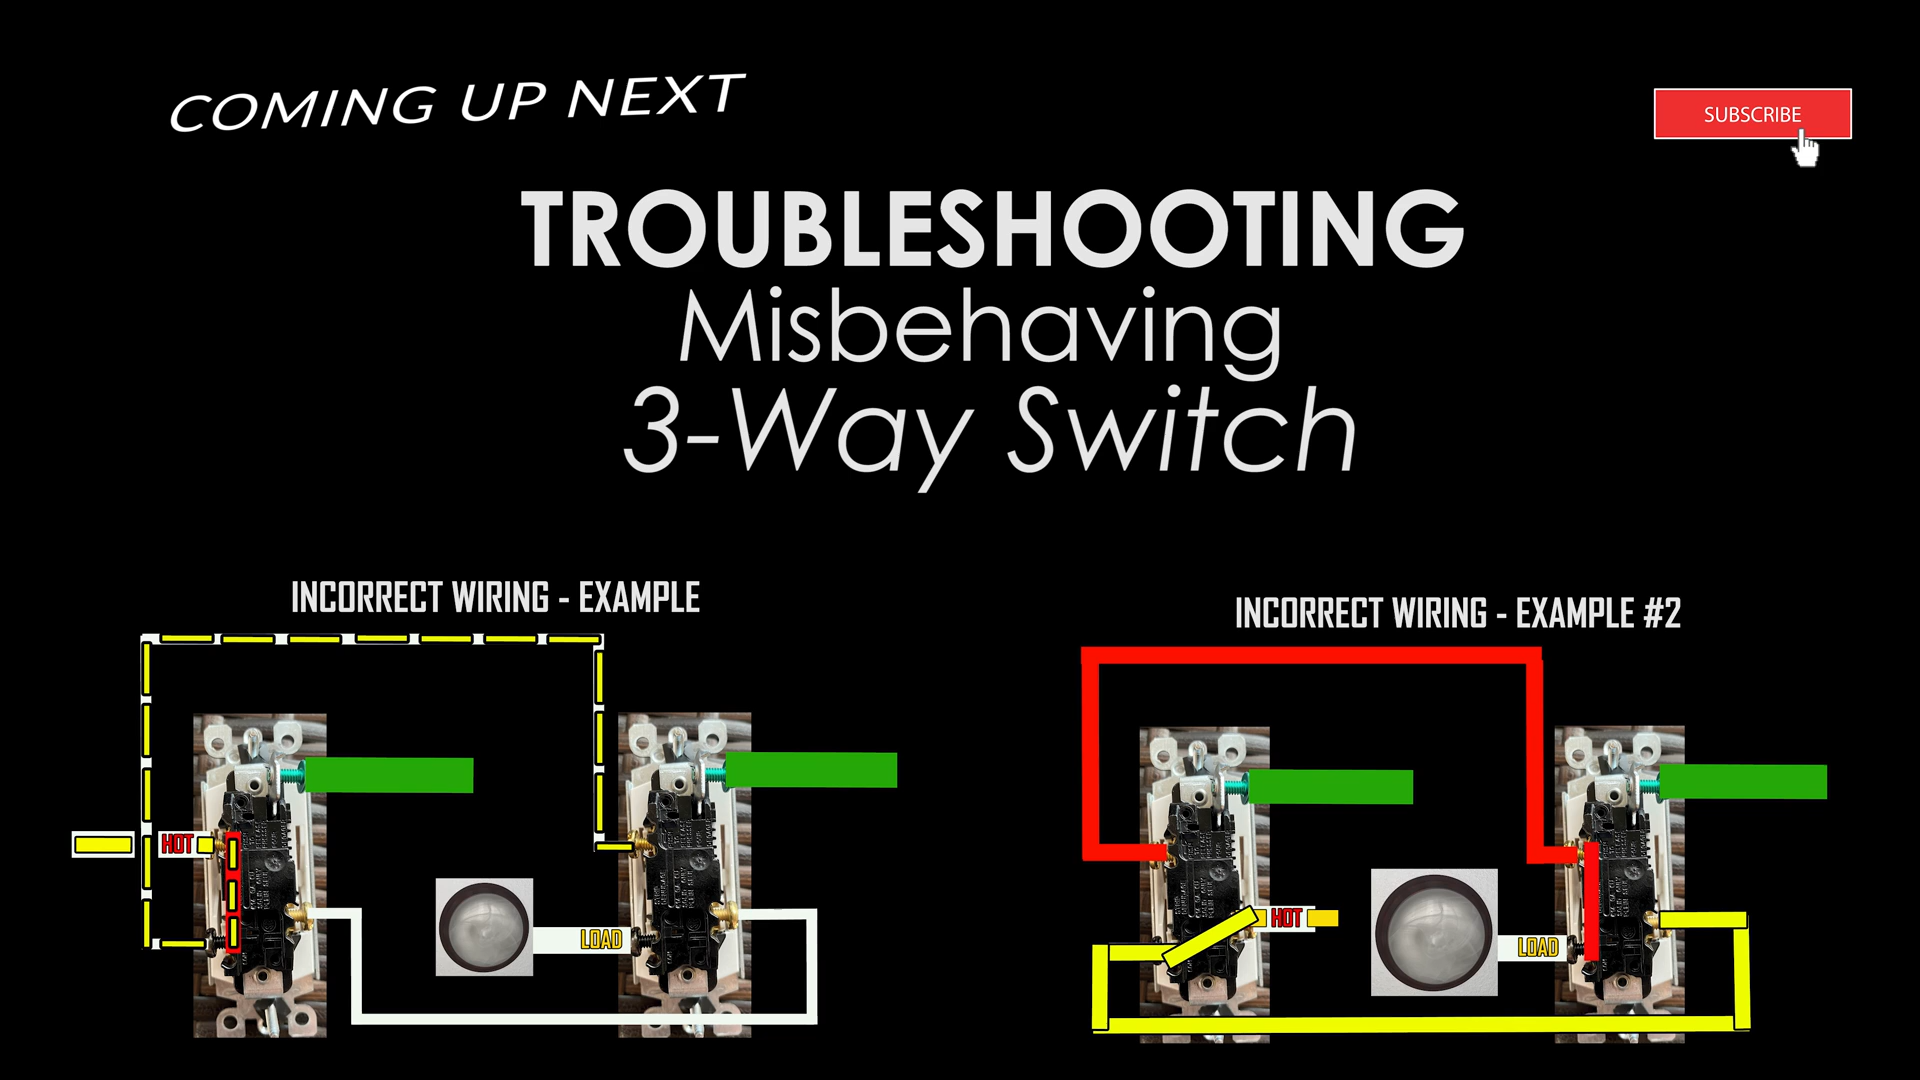 COMING UP NEXT
SUBSCRIBE
TROUBLESHOOTING
Misbehaving
3-Way Switch
INCORRECT WIRING - EXAMPLE
INCORRECT WIRING - EXAMPLE #2
HOT
LOAD
HOT
LOAD